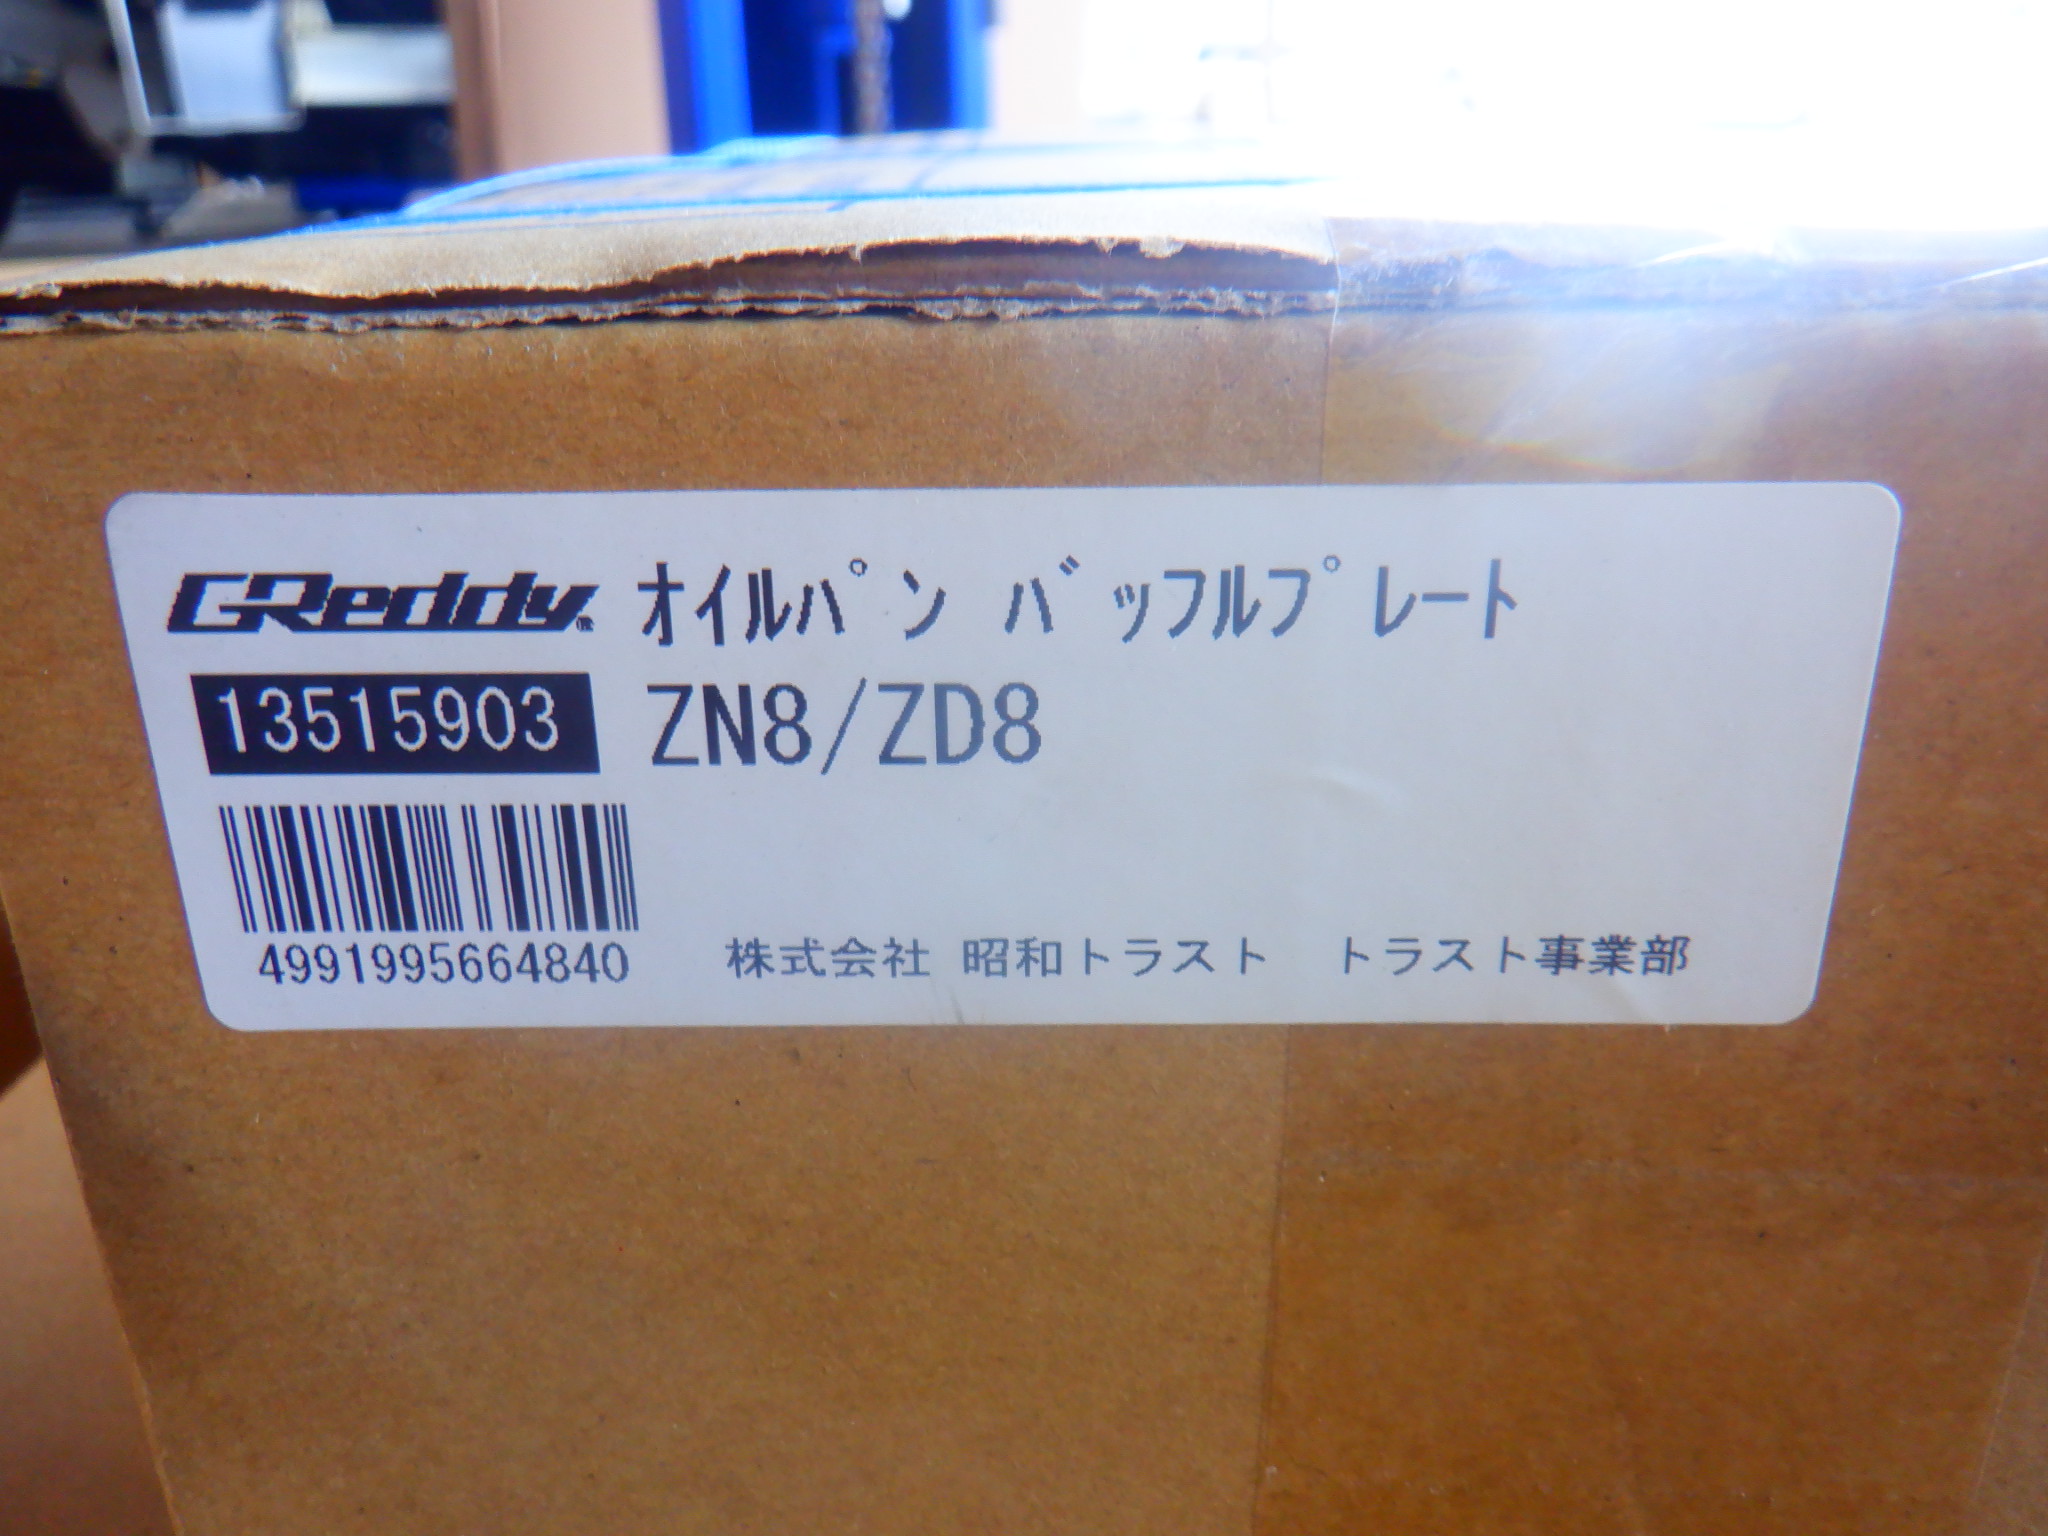 GReddy ｵｲﾙﾊﾟﾝ ﾊﾞｯﾌﾙﾌﾟﾚｰﾄ
13515903 ZN8/ZD8
4991995664840
株式会社 昭和トラスト　トラスト事業部